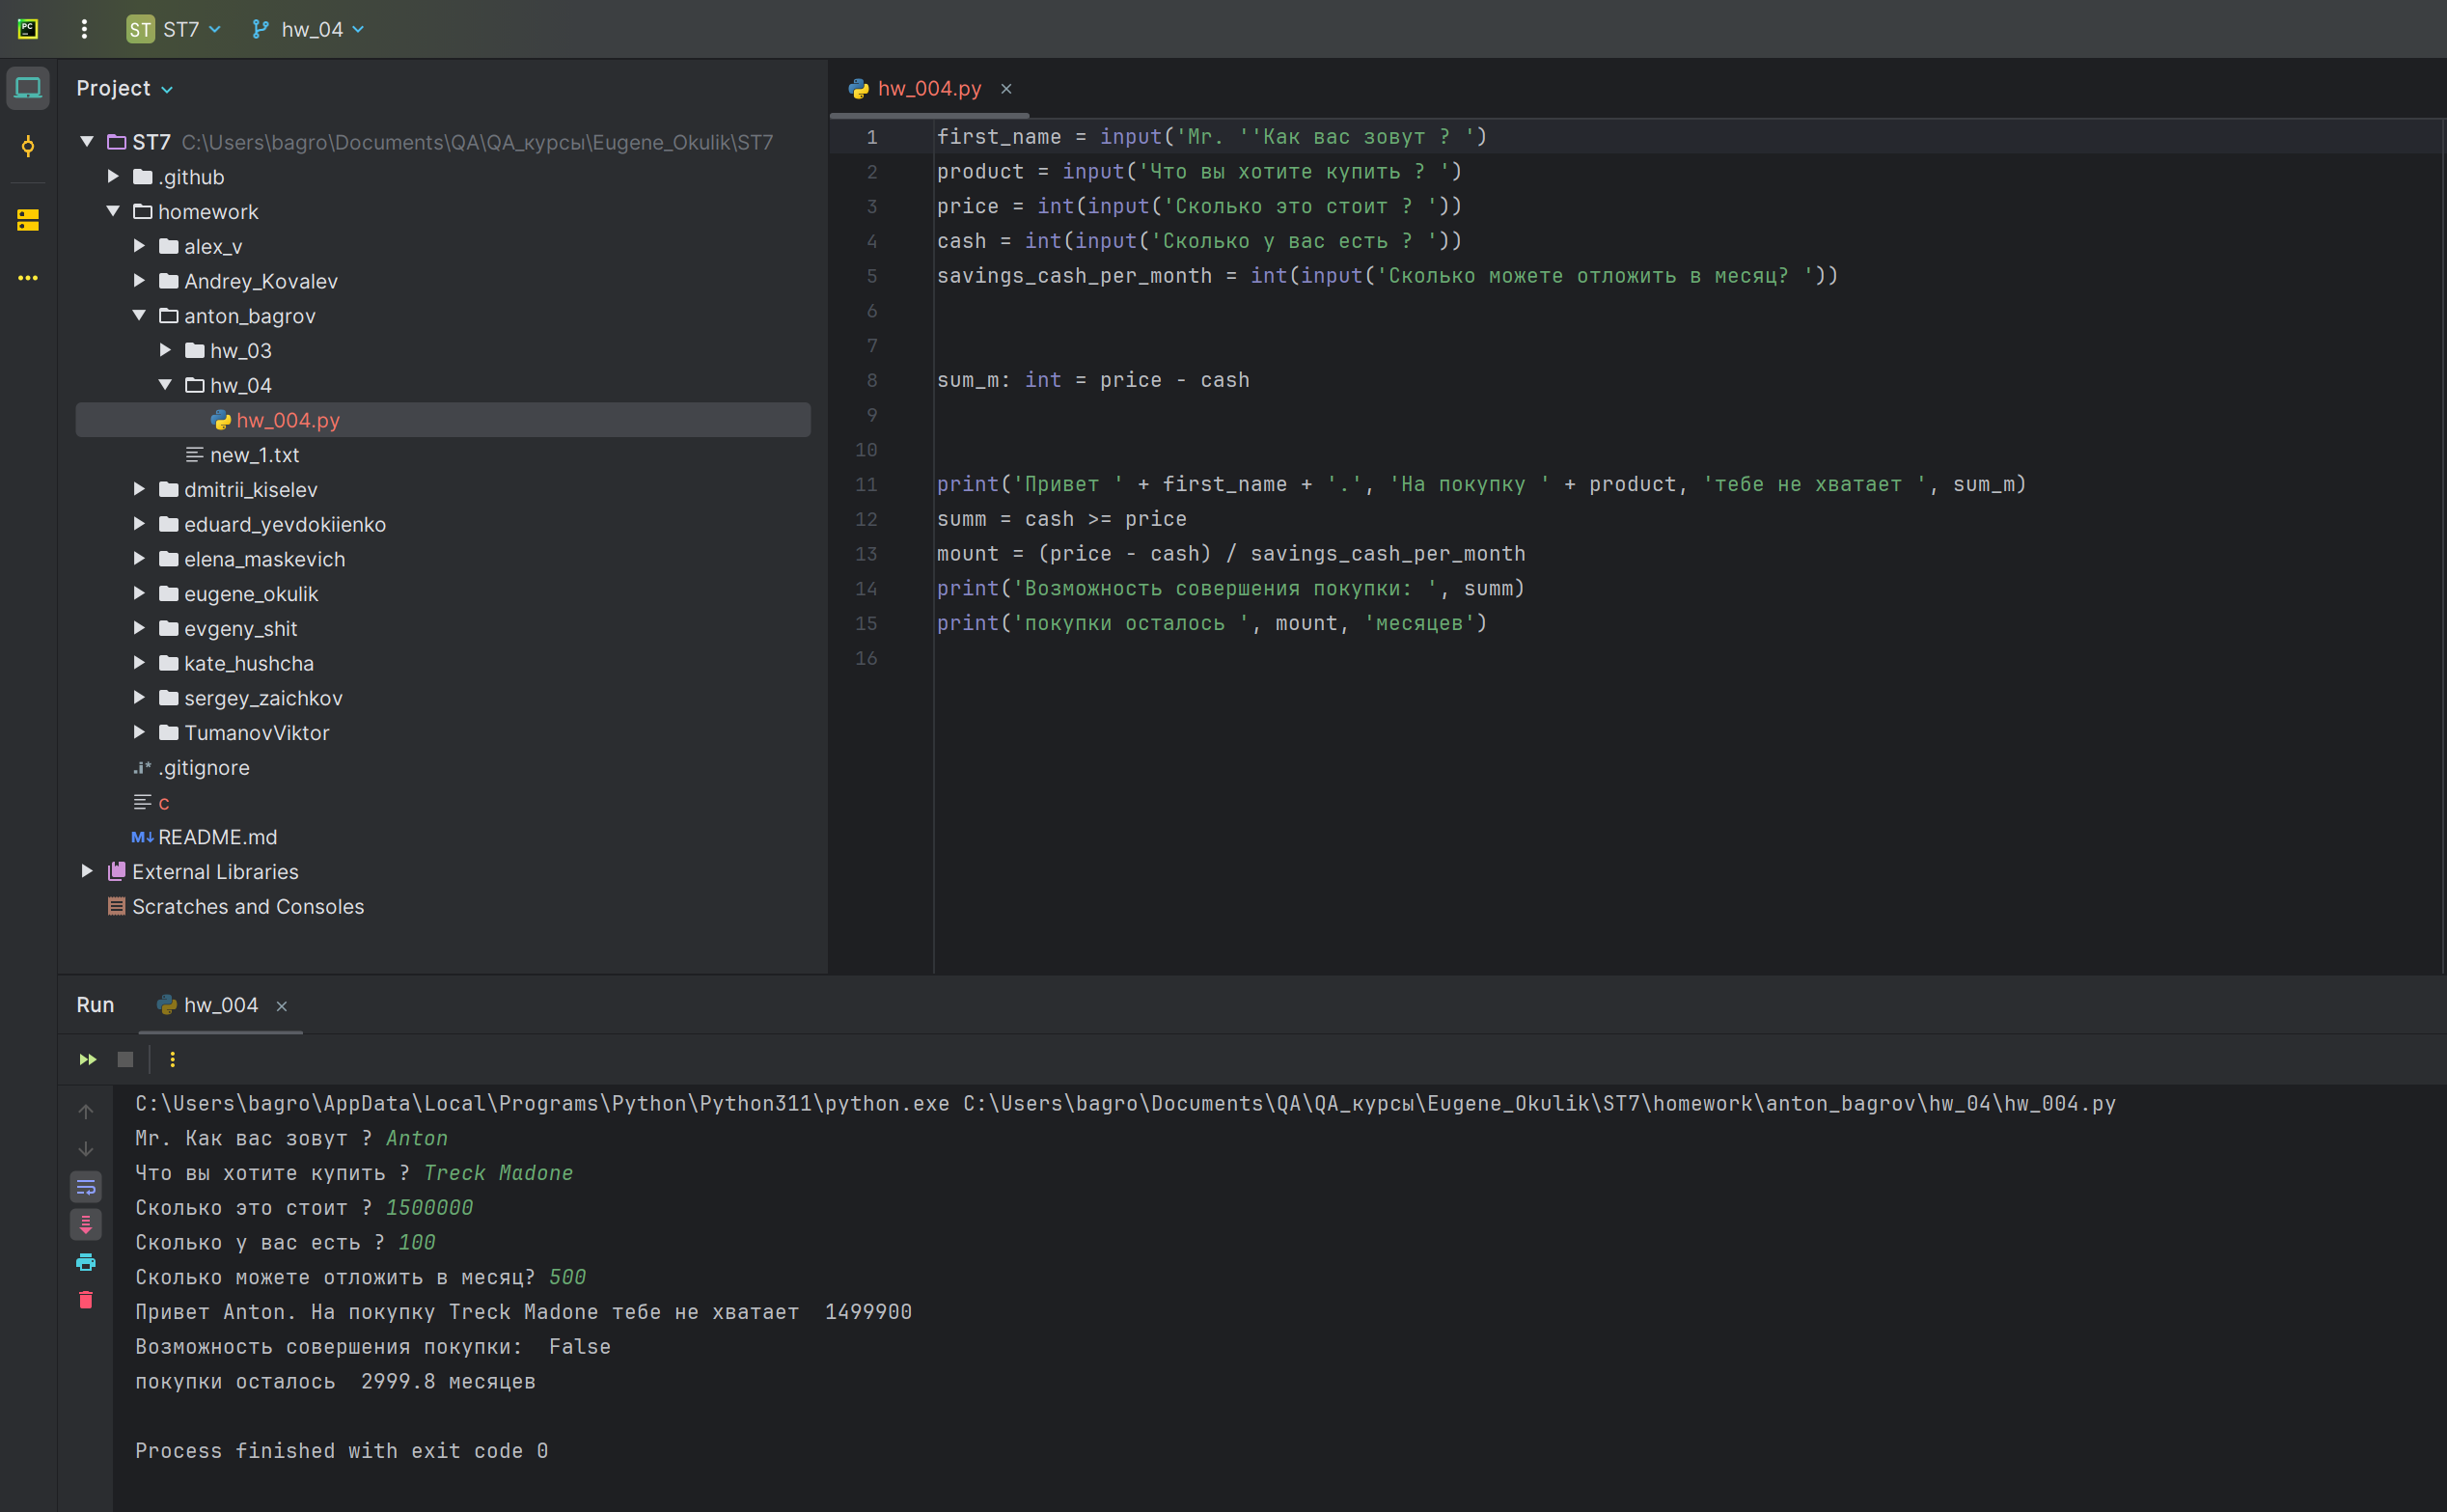 PC
ST ST7 hw_04
Project
ST7 C:\Users\bagro\Documents\QA\QA_курсы\Eugene_Okulik\ST7
.github
homework
alex_v
Andrey_Kovalev
anton_bagrov
hw_03
hw_04
hw_004.py
new_1.txt
dmitrii_kiselev
eduard_yevdokiienko
elena_maskevich
eugene_okulik
evgeny_shit
kate_hushcha
sergey_zaichkov
TumanovViktor
.i* .gitignore
c
M↓ README.md
External Libraries
Scratches and Consoles
hw_004.py ×
1 first_name = input('Mr. ''Как вас зовут ? ')
2 product = input('Что вы хотите купить ? ')
3 price = int(input('Сколько это стоит ? '))
4 cash = int(input('Сколько у вас есть ? '))
5 savings_cash_per_month = int(input('Сколько можете отложить в месяц? '))
6
7
8 sum_m: int = price - cash
9
10
11 print('Привет ' + first_name + '.', 'На покупку ' + product, 'тебе не хватает ', sum_m)
12 summ = cash >= price
13 mount = (price - cash) / savings_cash_per_month
14 print('Возможность совершения покупки: ', summ)
15 print('покупки осталось ', mount, 'месяцев')
16
Run hw_004 ×
C:\Users\bagro\AppData\Local\Programs\Python\Python311\python.exe C:\Users\bagro\Documents\QA\QA_курсы\Eugene_Okulik\ST7\homework\anton_bagrov\hw_04\hw_004.py
Mr. Как вас зовут ? Anton
Что вы хотите купить ? Treck Madone
Сколько это стоит ? 1500000
Сколько у вас есть ? 100
Сколько можете отложить в месяц? 500
Привет Anton. На покупку Treck Madone тебе не хватает  1499900
Возможность совершения покупки:  False
покупки осталось  2999.8 месяцев
Process finished with exit code 0